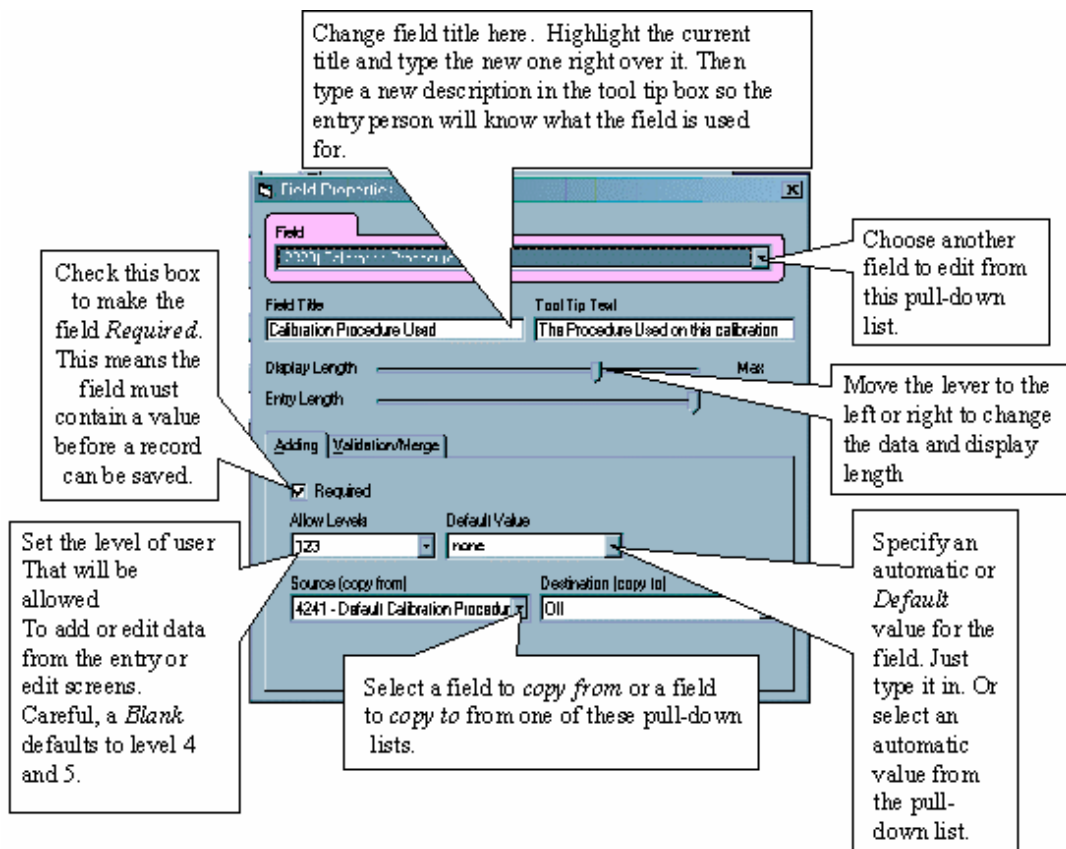 Change field title here. Highlight the current
title and type the new one right over it. Then
type a new description in the tool tip box so the
entry person will know what the field is used
for.
Field Properties
Field
Choose another
field to edit from
this pull-down
list.
Check this box
to make the
field Required.
This means the
field must
contain a value
before a record
can be saved.
Field Title
Tool Tip Text
Calibration Procedure Used
The Procedure Used on this calibration
Display Length
Max
Entry Length
Move the lever to the
left or right to change
the data and display
length
Adding
Validation/Merge
Required
Allow Levels
Default Value
123
none
Source (copy from)
Destination (copy to)
4241 - Default Calibration Procedur
Off
Set the level of user
That will be
allowed
To add or edit data
from the entry or
edit screens.
Careful, a Blank
defaults to level 4
and 5.
Select a field to copy from or a field
to copy to from one of these pull-down
lists.
Specify an
automatic or
Default
value for the
field. Just
type it in. Or
select an
automatic
value from
the pull-
down list.